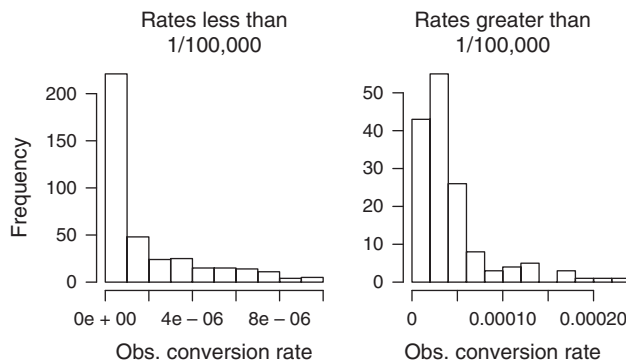 Rates less than
1/100,000
Rates greater than
1/100,000
Frequency
200
150
100
50
0
0e + 00
4e − 06
8e − 06
Obs. conversion rate
50
40
30
20
10
0
0
0.00010
0.00020
Obs. conversion rate